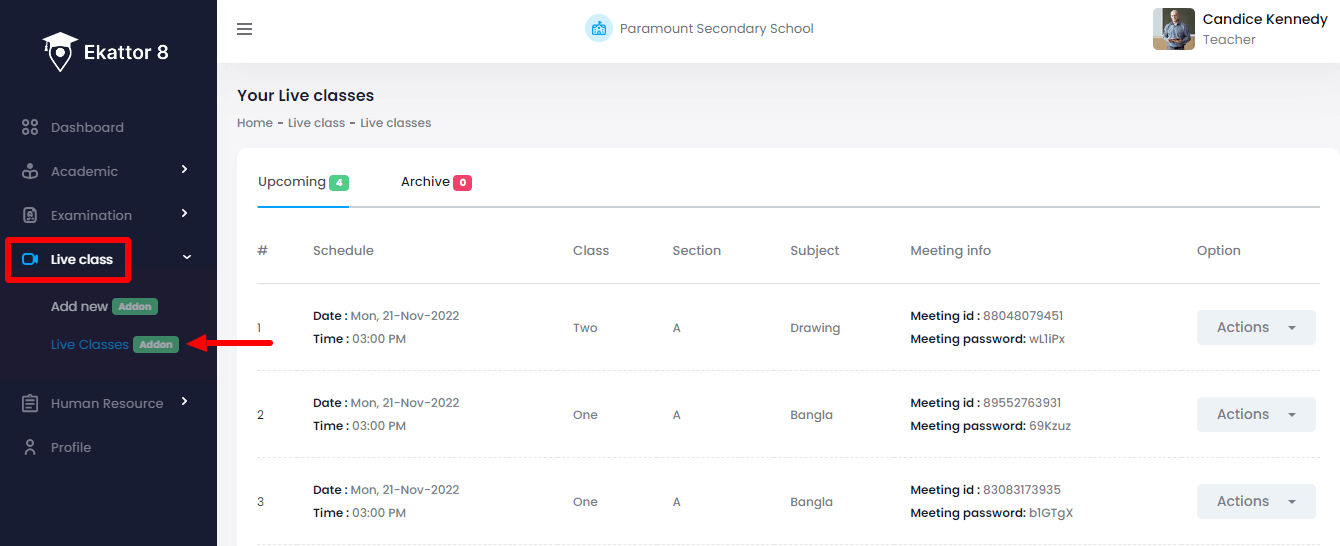 Ekattor 8
Paramount Secondary School
Candice Kennedy
Teacher
Dashboard
Academic
Examination
Live class
Add new Addon
Live Classes Addon
Human Resource
Profile
Your Live classes
Home - Live class - Live classes
Upcoming 4 Archive 0
# Schedule Class Section Subject Meeting info Option
1 Date : Mon, 21-Nov-2022 Two A Drawing Meeting id : 88048079451 Actions
Time : 03:00 PM Meeting password: wL1iPx
2 Date : Mon, 21-Nov-2022 One A Bangla Meeting id : 89552763931 Actions
Time : 03:00 PM Meeting password: 69Kzuz
3 Date : Mon, 21-Nov-2022 One A Bangla Meeting id : 83083173935 Actions
Time : 03:00 PM Meeting password: b1GTgX